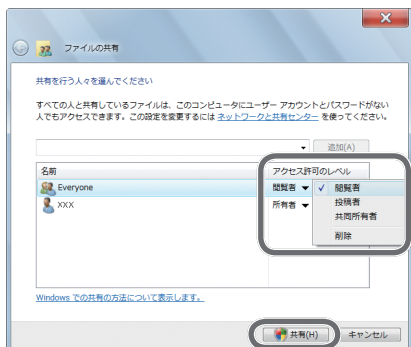 ファイルの共有
共有を行う人々を選んでください
すべての人と共有しているファイルは、このコンピュータにユーザー アカウントとパスワードがない
人でもアクセスできます。この設定を変更するには ネットワークと共有センター を使ってください。
追加(A)
名前 アクセス許可のレベル
Everyone 閲覧者 ▼ ✓ 閲覧者
XXX 所有者 ▼ 投稿者
共同所有者
削除
Windows での共有の方法について表示します。
共有(H) キャンセル